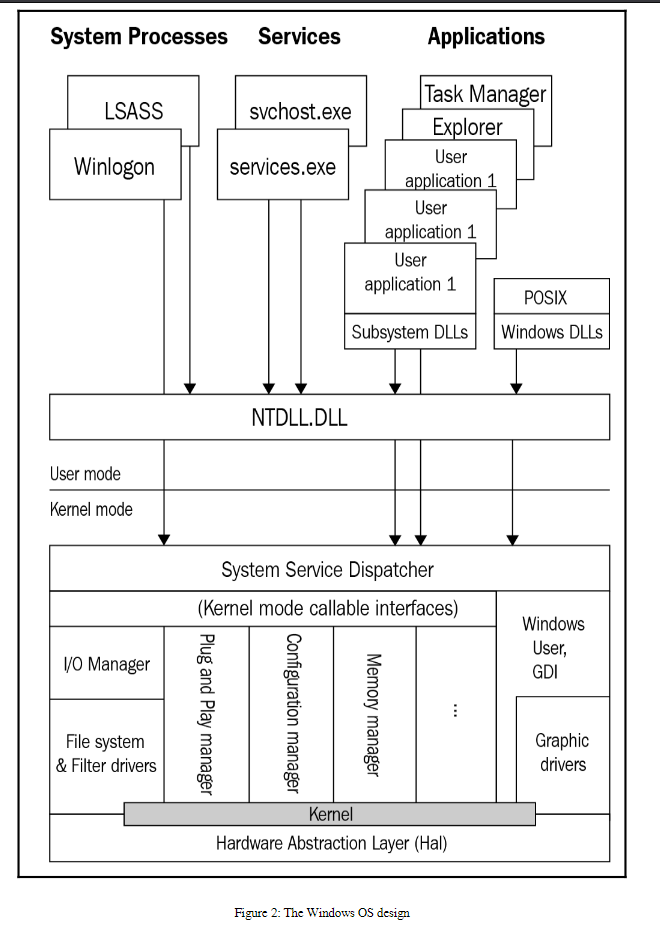 System Processes Services Applications
LSASS
Winlogon
svchost.exe
services.exe
Task Manager
Explorer
User
application 1
User
application 1
User
application 1
Subsystem DLLs
POSIX
Windows DLLs
NTDLL.DLL
User mode
Kernel mode
System Service Dispatcher
(Kernel mode callable interfaces)
I/O Manager
File system
& Filter drivers
Plug and Play manager
Configuration manager
Memory manager
...
Windows
User,
GDI
Graphic
drivers
Kernel
Hardware Abstraction Layer (Hal)
Figure 2: The Windows OS design